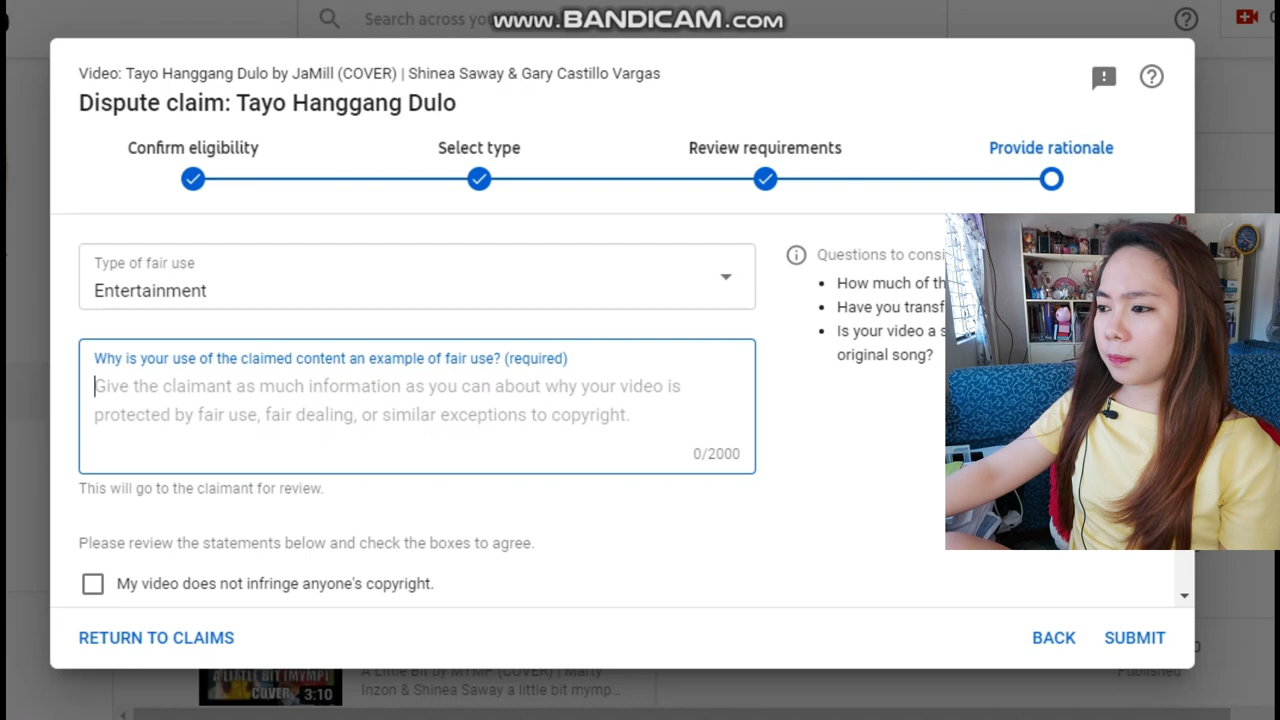 Search across yo
www.BANDICAM.com
Video: Tayo Hanggang Dulo by JaMill (COVER) | Shinea Saway & Gary Castillo Vargas
Dispute claim: Tayo Hanggang Dulo
Confirm eligibility
Select type
Review requirements
Provide rationale
Type of fair use
Entertainment
Why is your use of the claimed content an example of fair use? (required)
Give the claimant as much information as you can about why your video is
protected by fair use, fair dealing, or similar exceptions to copyright.
0/2000
This will go to the claimant for review.
Questions to consi
How much of th
Have you transf
Is your video a s
original song?
Please review the statements below and check the boxes to agree.
My video does not infringe anyone's copyright.
RETURN TO CLAIMS
BACK
SUBMIT
A LITTLE BIT (MYMP)
COVER
3:10
A Little Bit by MYMP (COVER) | Marty
Inzon & Shinea Saway a little bit mymp...
Published